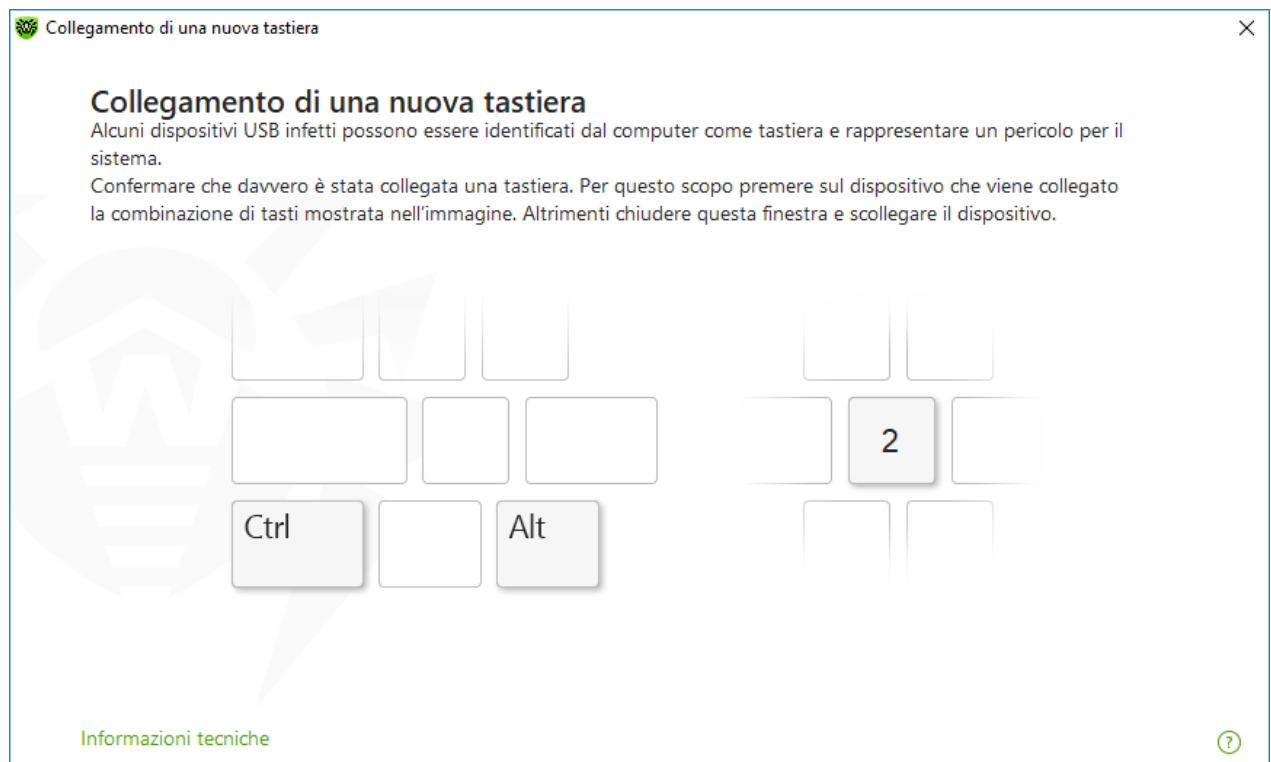 Collegamento di una nuova tastiera
Collegamento di una nuova tastiera
Alcuni dispositivi USB infetti possono essere identificati dal computer come tastiera e rappresentare un pericolo per il
sistema.
Confermare che davvero è stata collegata una tastiera. Per questo scopo premere sul dispositivo che viene collegato
la combinazione di tasti mostrata nell'immagine. Altrimenti chiudere questa finestra e scollegare il dispositivo.
2
Ctrl Alt
Informazioni tecniche ?